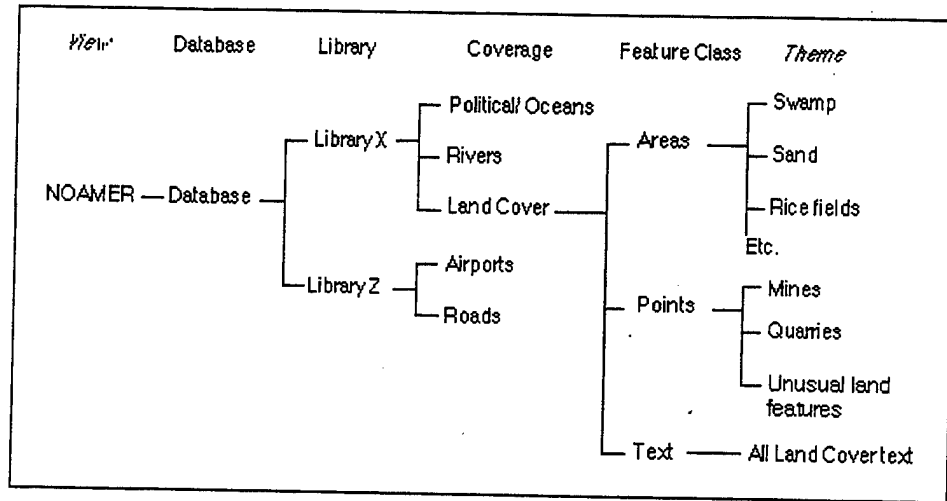 View Database Library Coverage Feature Class Theme
Political/Oceans
Swamp
Library X
Areas
Rivers
Sand
NOAMER
Database
Land Cover
Rice fields
Etc.
Airports
Library Z
Mines
Roads
Points
Quarries
Unusual land
features
Text
All Land Cover text